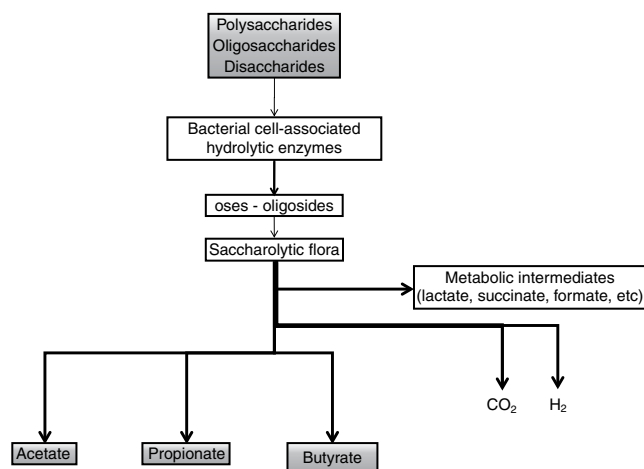 Polysaccharides
Oligosaccharides
Disaccharides
Bacterial cell-associated
hydrolytic enzymes
oses - oligosides
Saccharolytic flora
Metabolic intermediates
(lactate, succinate, formate, etc)
CO₂ H₂
Acetate Propionate Butyrate